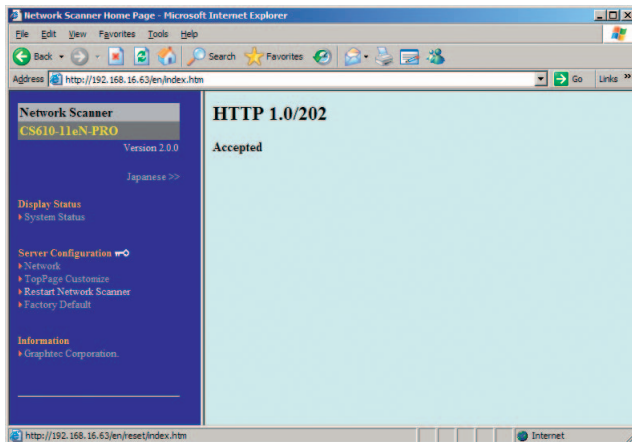 Network Scanner Home Page - Microsoft Internet Explorer
File Edit View Favorites Tools Help
Back Search Favorites
Address http://192.168.16.63/en/index.htm Go Links »
Network Scanner
CS610-11eN-PRO
Version 2.0.0
Japanese >>
Display Status
System Status
Server Configuration
Network
TopPage Customize
Restart Network Scanner
Factory Default
Information
Graphtec Corporation.
HTTP 1.0/202
Accepted
http://192.168.16.63/en/reset/index.htm Internet